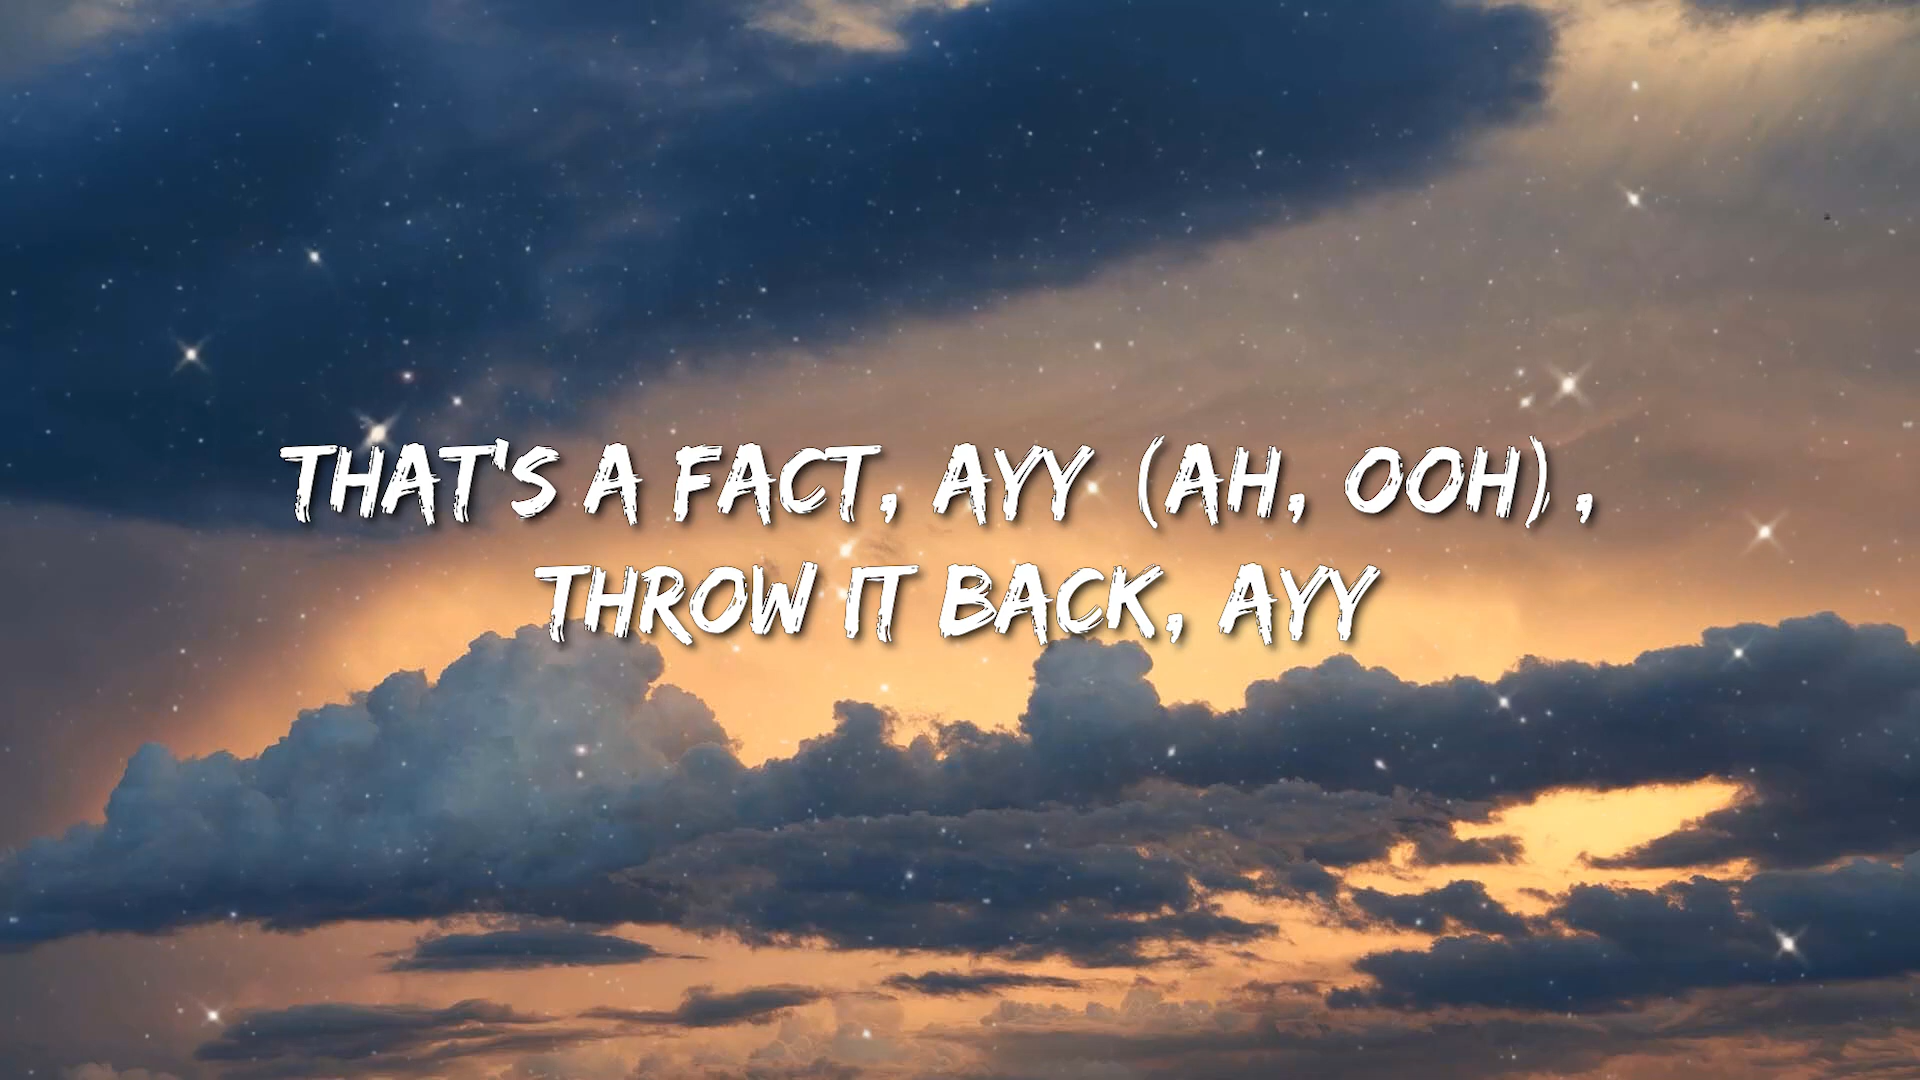 THAT'S A FACT, AYY (AH, OOH) ,
THROW IT BACK, AYY